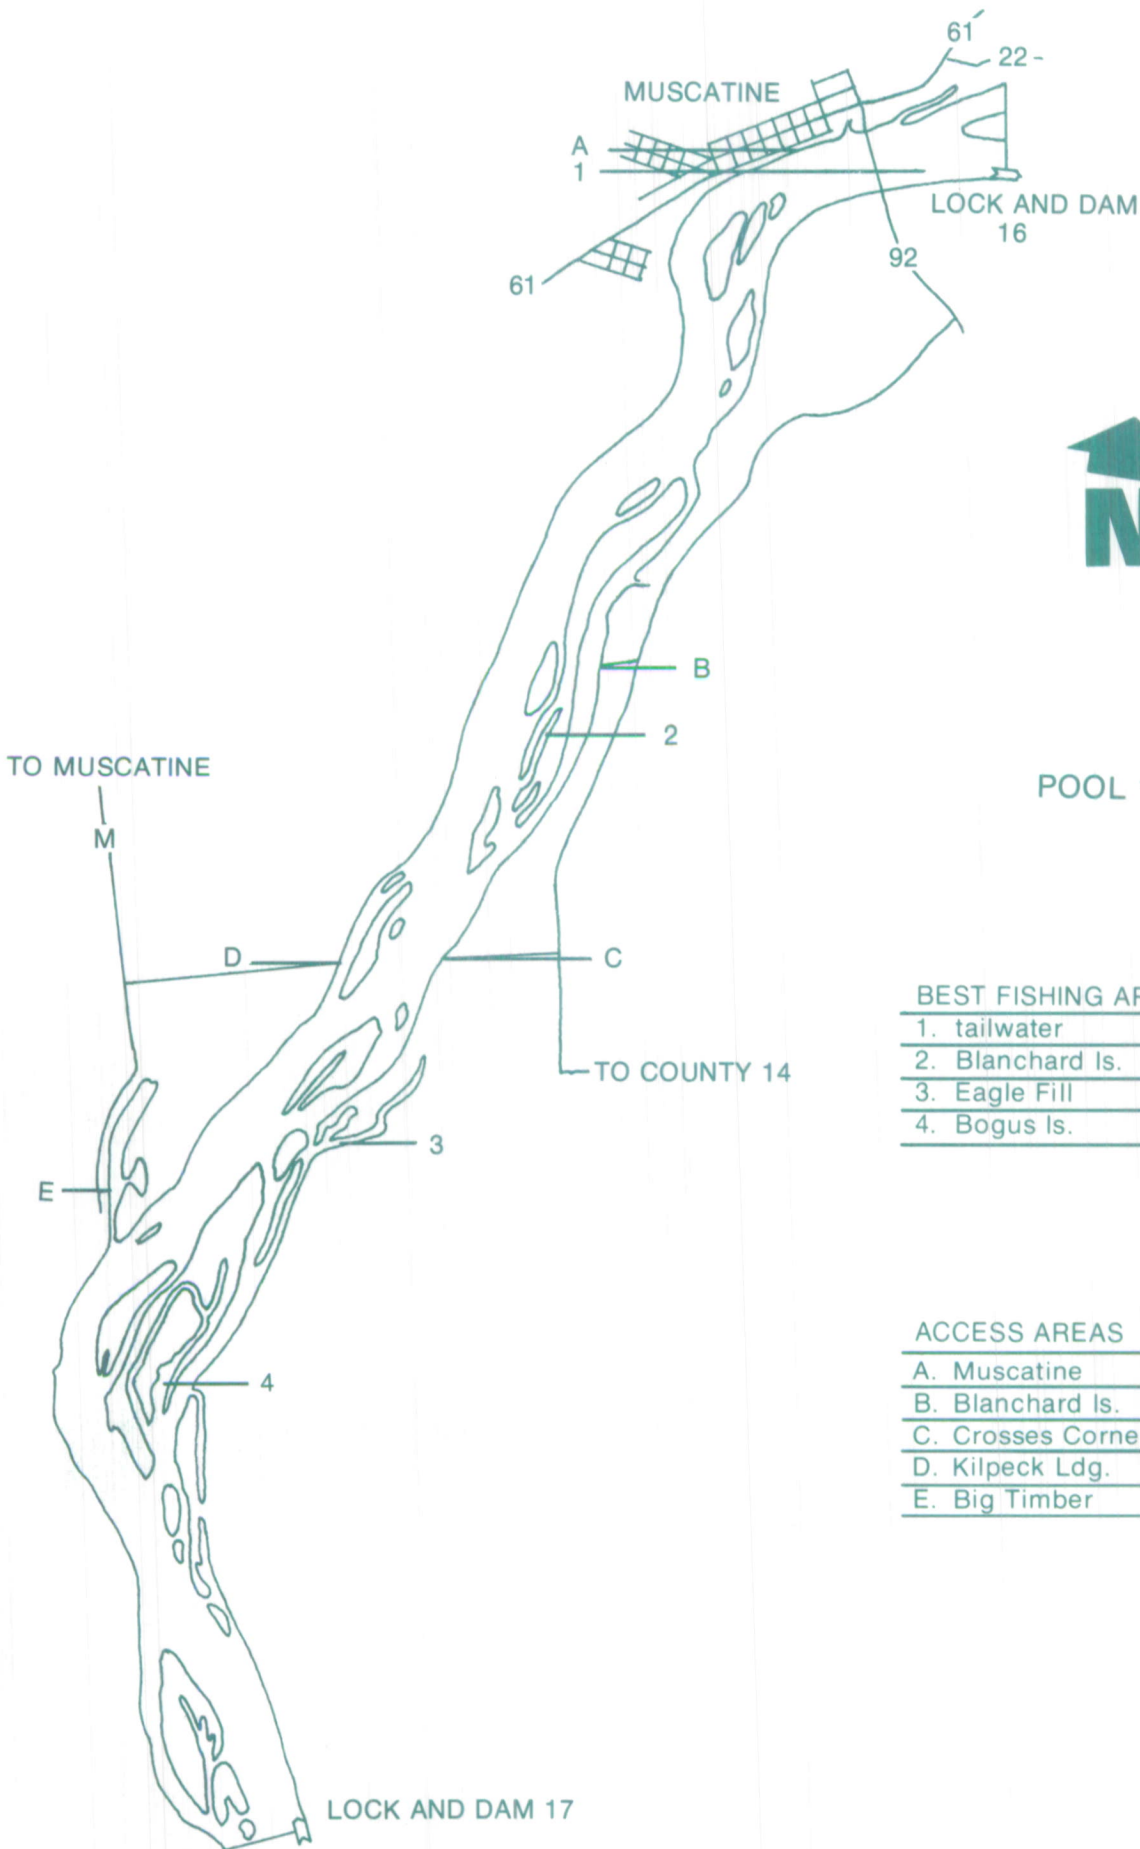 61
22
MUSCATINE
A
1
LOCK AND DAM
16
92
61
N
B
2
TO MUSCATINE
POOL
M
D
C
BEST FISHING
1. tailwater
TO COUNTY 14
2. Blanchard Is.
3. Eagle Fill
4. Bogus Is.
3
E
ACCESS AREAS
A. Muscatine
4
B. Blanchard Is.
C. Crosses
D. Kilpeck Ldg.
E. Big Timber
LOCK AND DAM 17